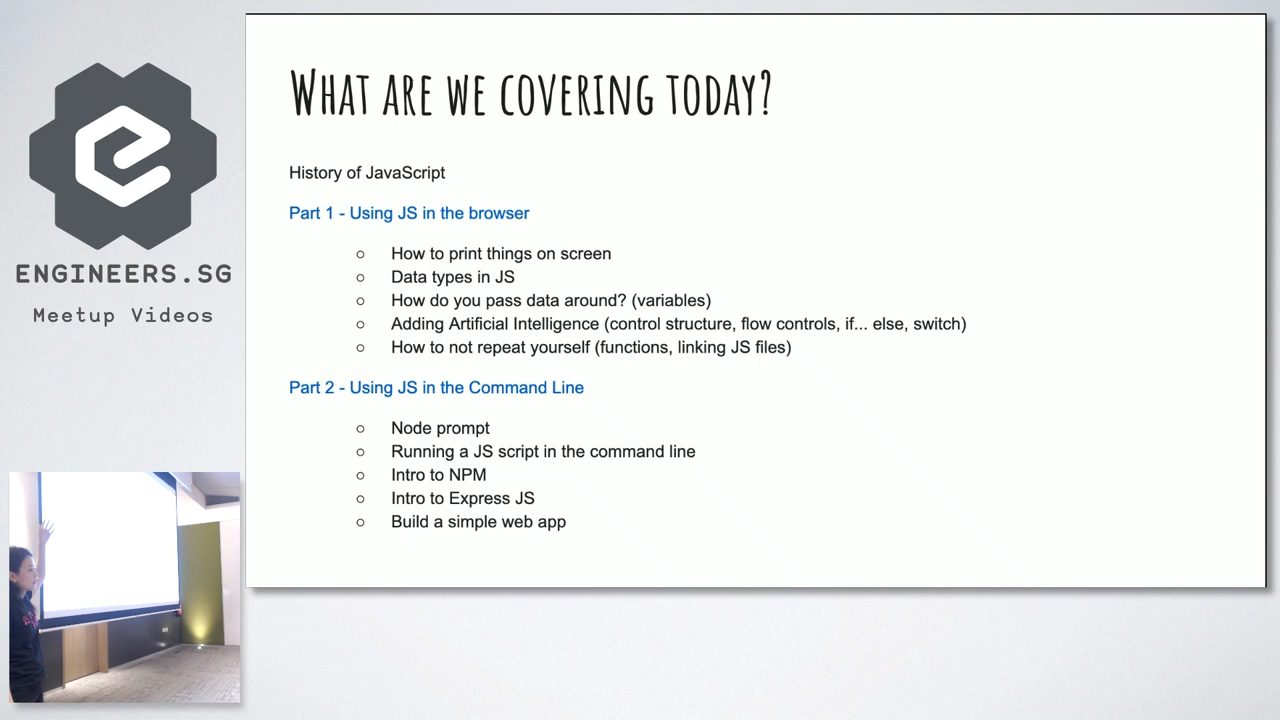 ENGINEERS.SG
Meetup Videos
WHAT ARE WE COVERING TODAY?
History of JavaScript
Part 1 - Using JS in the browser
○ How to print things on screen
○ Data types in JS
○ How do you pass data around? (variables)
○ Adding Artificial Intelligence (control structure, flow controls, if... else, switch)
○ How to not repeat yourself (functions, linking JS files)
Part 2 - Using JS in the Command Line
○ Node prompt
○ Running a JS script in the command line
○ Intro to NPM
○ Intro to Express JS
○ Build a simple web app